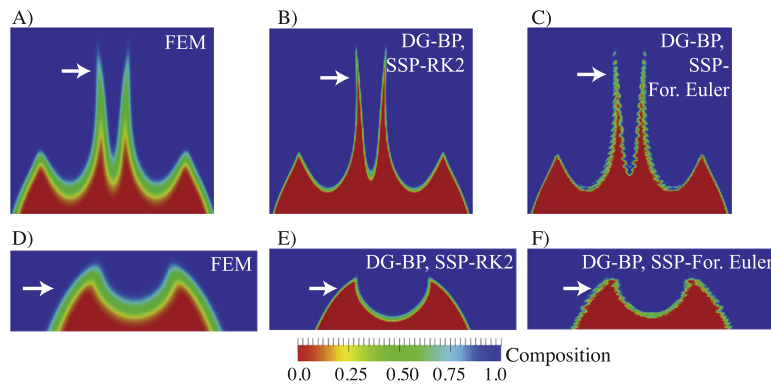 A)
FEM
B)
DG-BP,
SSP-RK2
C)
DG-BP,
SSP-
For. Euler
D)
FEM
E)
DG-BP, SSP-RK2
F)
DG-BP, SSP-For. Euler
Composition
0.0 0.25 0.50 0.75 1.0